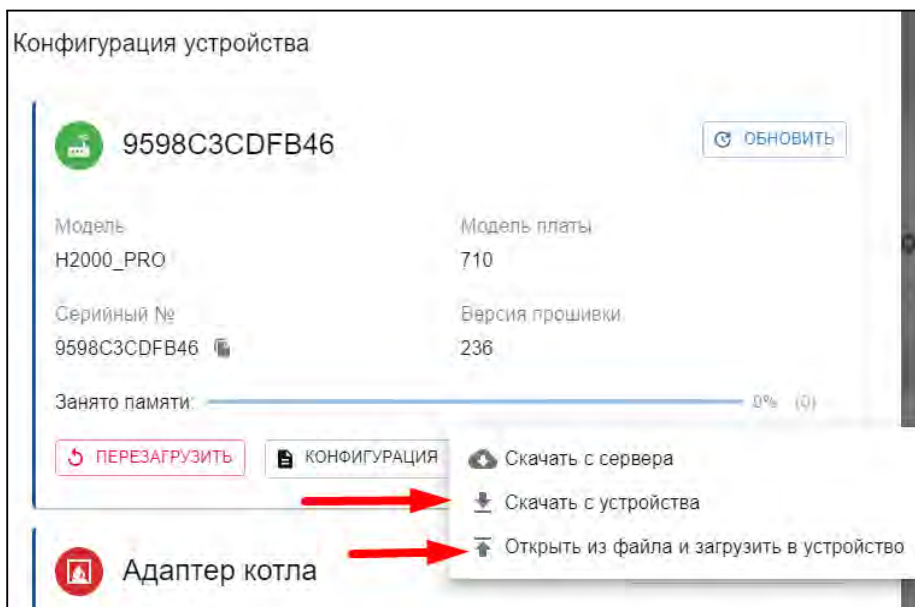 Конфигурация устройства
9598C3CDFB46
ОБНОВИТЬ
Модель
Модель платы
H2000_PRO
710
Серийный №
Версия прошивки
9598C3CDFB46
236
Занято памяти:
0% (0)
ПЕРЕЗАГРУЗИТЬ
КОНФИГУРАЦИЯ
Скачать с сервера
Скачать с устройства
Открыть из файла и загрузить в устройство
Адаптер котла